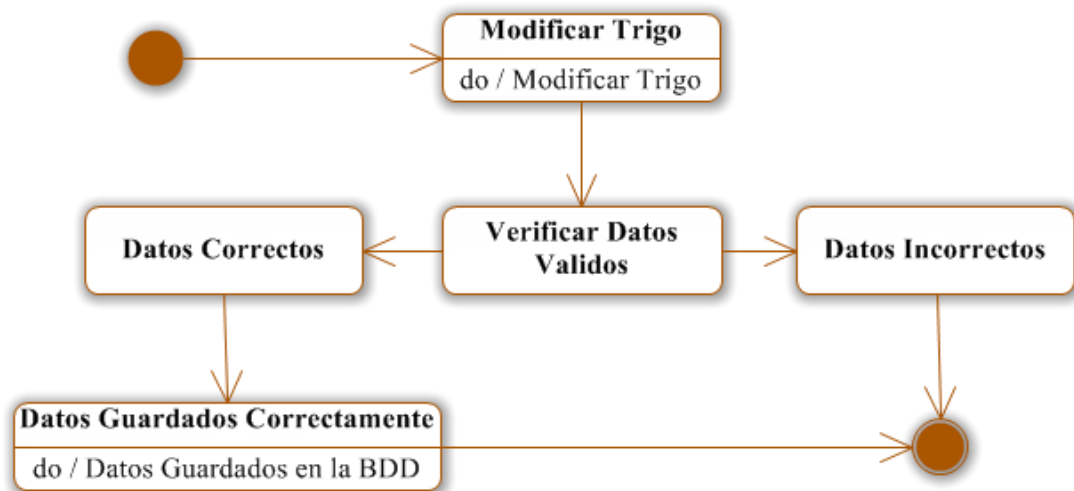 Modificar Trigo
do / Modificar Trigo
Datos Correctos
Verificar Datos
Validos
Datos Incorrectos
Datos Guardados Correctamente
do / Datos Guardados en la BDD